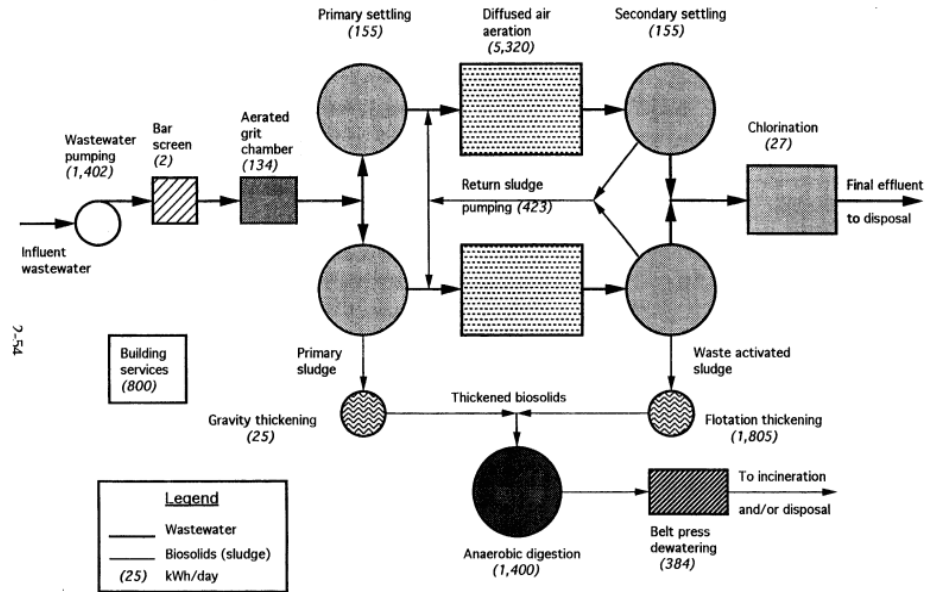 Primary settling
(155)
Diffused air
aeration
(5,320)
Secondary settling
(155)
Wastewater
pumping
(1,402)
Bar
screen
(2)
Aerated
grit
chamber
(134)
Chlorination
(27)
Return sludge
pumping (423)
Final effluent
to disposal
Influent
wastewater
2-54
Building
services
(800)
Primary
sludge
Waste activated
sludge
Gravity thickening
(25)
Thickened biosolids
Flotation thickening
(1,805)
Legend
Wastewater
Biosolids (sludge)
(25) kWh/day
Anaerobic digestion
(1,400)
Belt press
dewatering
(384)
To incineration
and/or disposal